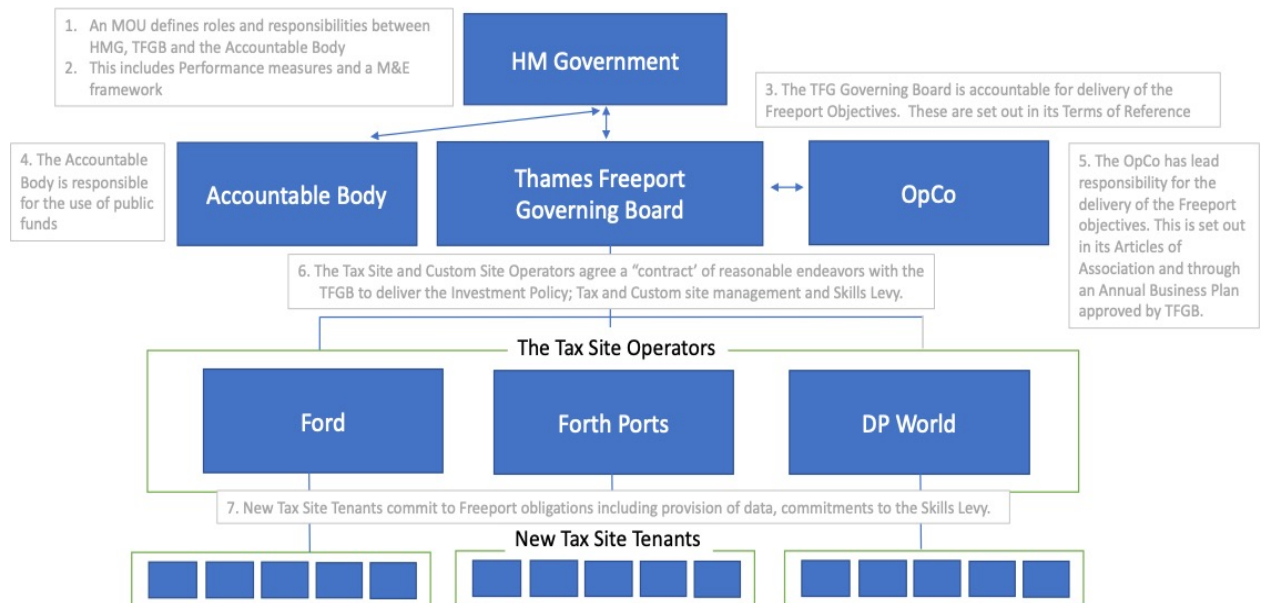 1. An MOU defines roles and responsibilities between
HMG, TFGB and the Accountable Body
2. This includes Performance measures and a M&E
framework
HM Government
3. The TFG Governing Board is accountable for delivery of the
Freeport Objectives. These are set out in its Terms of Reference
4. The Accountable
Body is responsible
for the use of public
funds
Accountable Body
Thames Freeport
Governing Board
OpCo
5. The OpCo has lead
responsibility for the
delivery of the Freeport
objectives. This is set out
in its Articles of
Association and through
an Annual Business Plan
approved by TFGB.
6. The Tax Site and Custom Site Operators agree a “contract’ of reasonable endeavors with the
TFGB to deliver the Investment Policy; Tax and Custom site management and Skills Levy.
The Tax Site Operators
Ford
Forth Ports
DP World
7. New Tax Site Tenants commit to Freeport obligations including provision of data, commitments to the Skills Levy.
New Tax Site Tenants